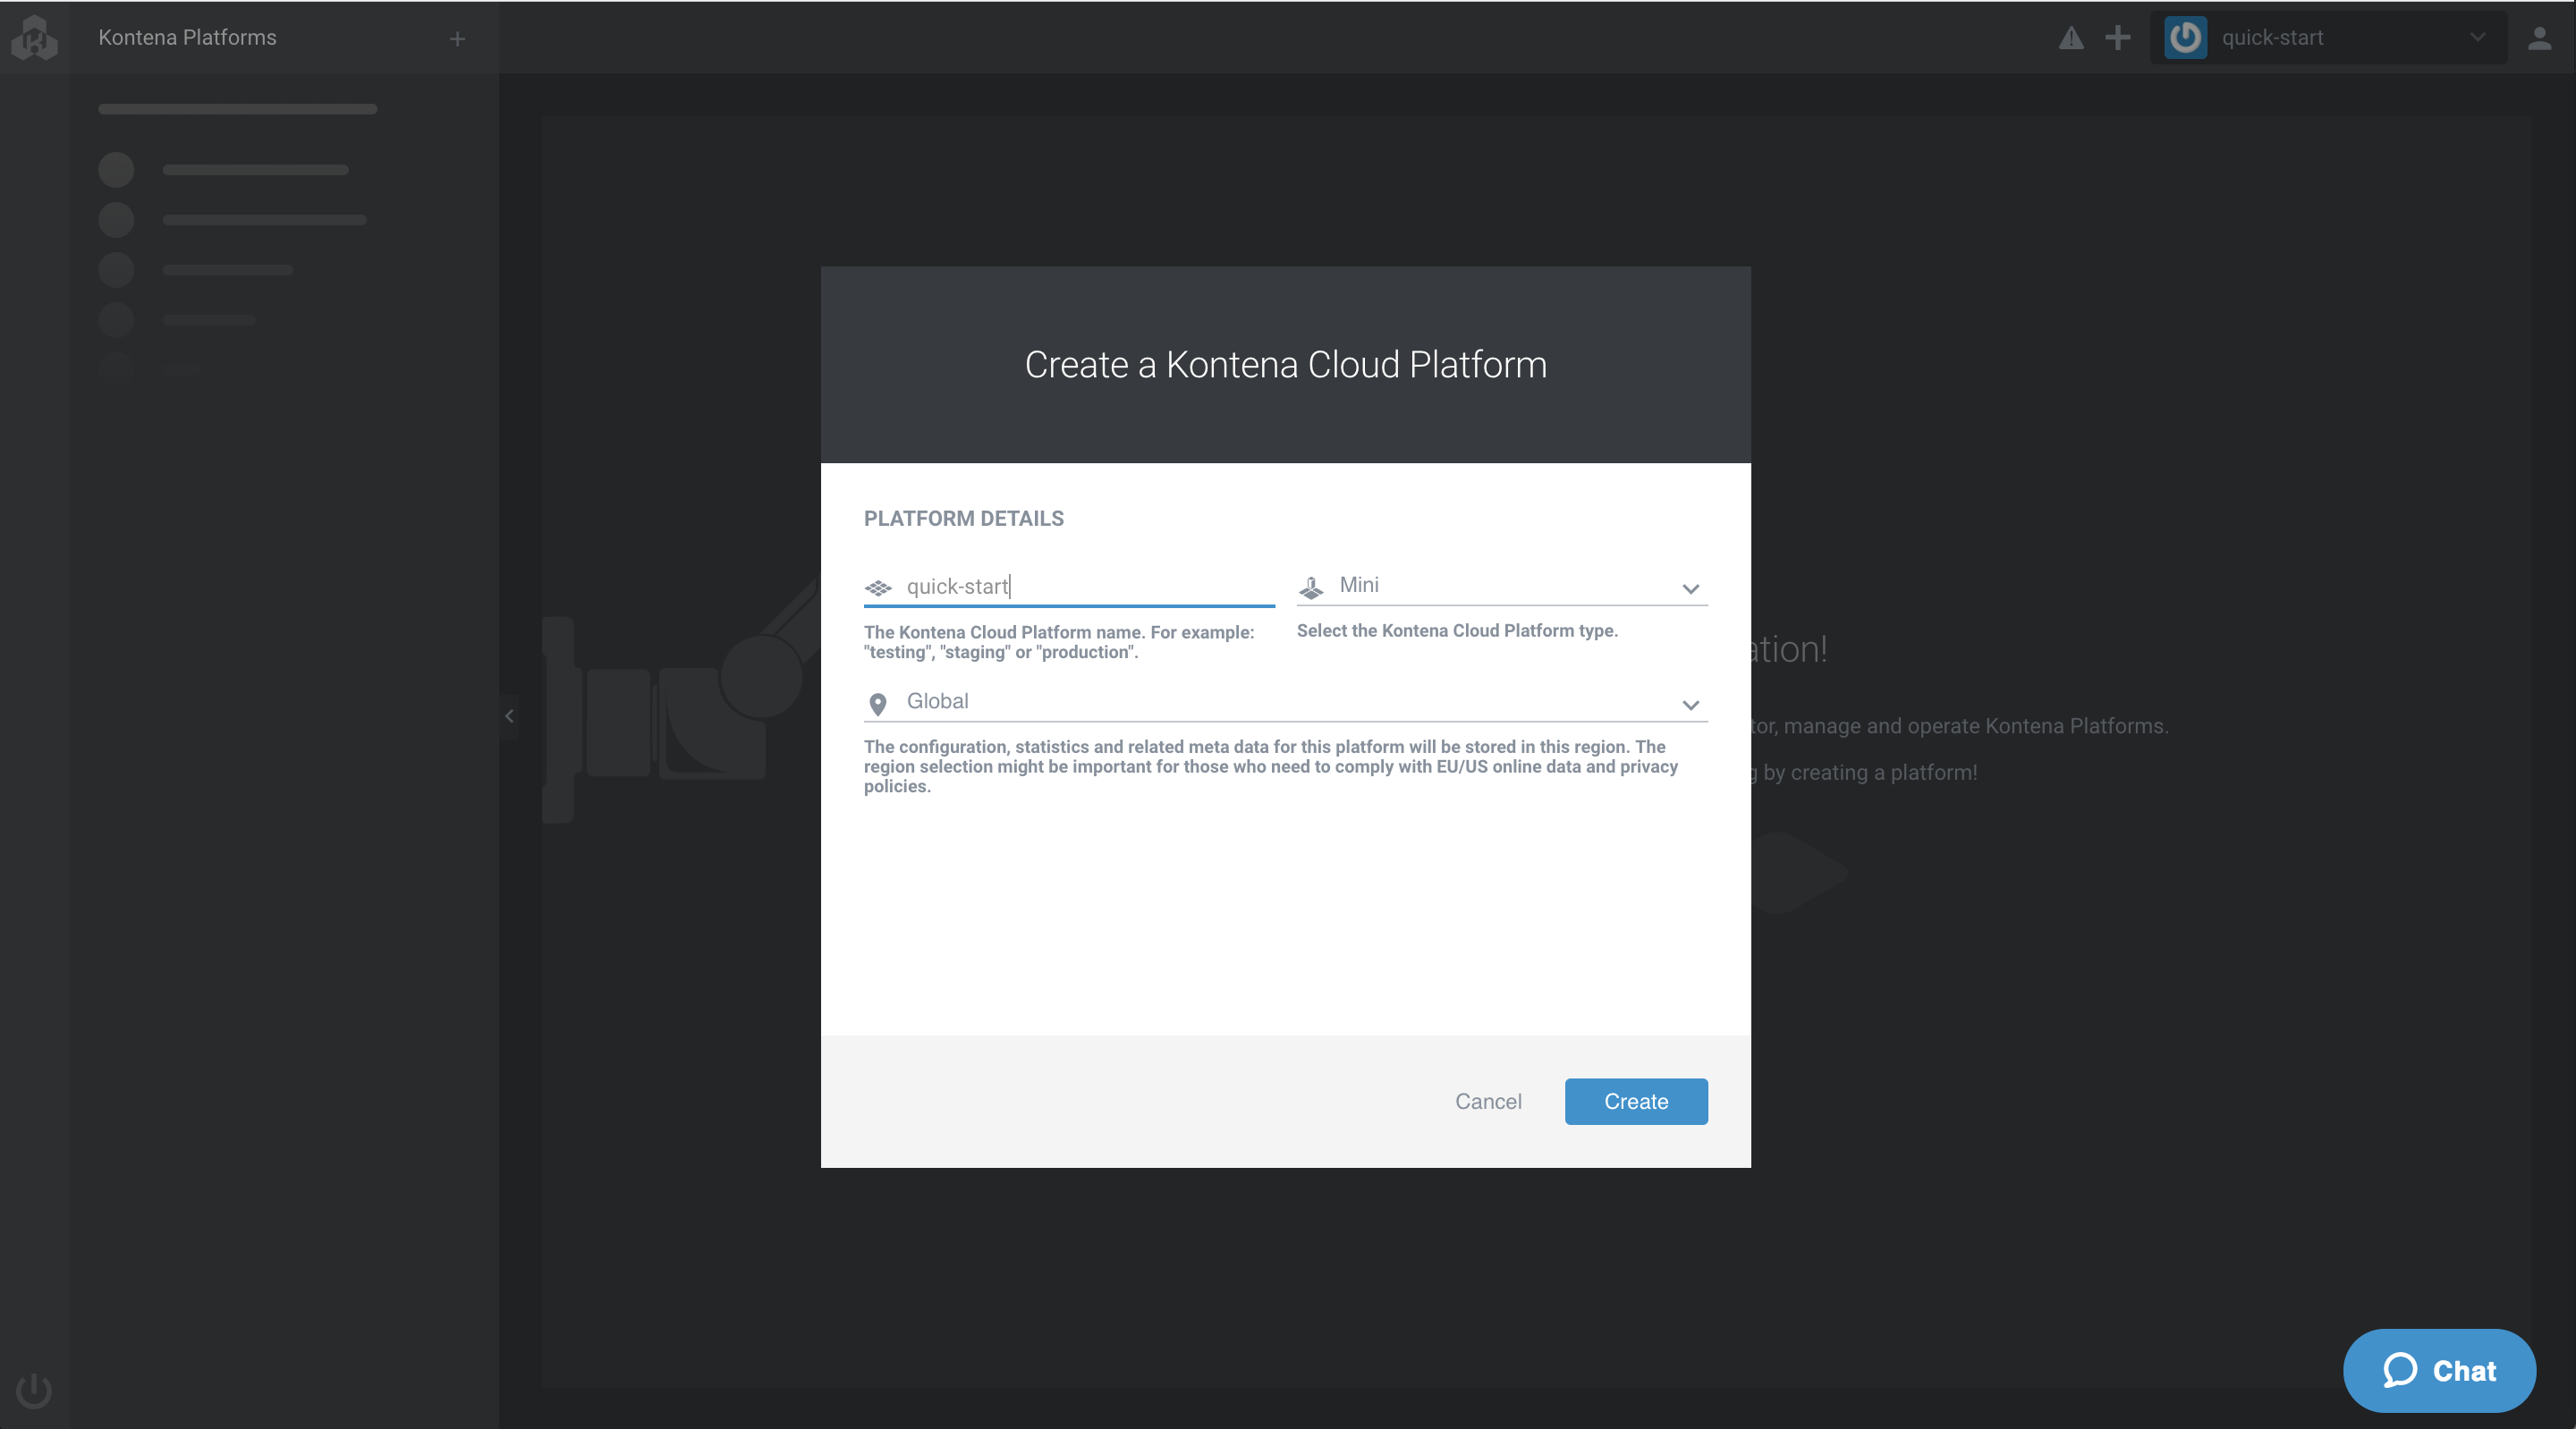 Kontena Platforms
quick-start
Create a Kontena Cloud Platform
PLATFORM DETAILS
quick-start
Mini
The Kontena Cloud Platform name. For example:
"testing", "staging" or "production".
Select the Kontena Cloud Platform type.
Global
The configuration, statistics and related meta data for this platform will be stored in this region. The
region selection might be important for those who need to comply with EU/US online data and privacy
policies.
ation!
tor, manage and operate Kontena Platforms.
g by creating a platform!
Cancel
Create
Chat